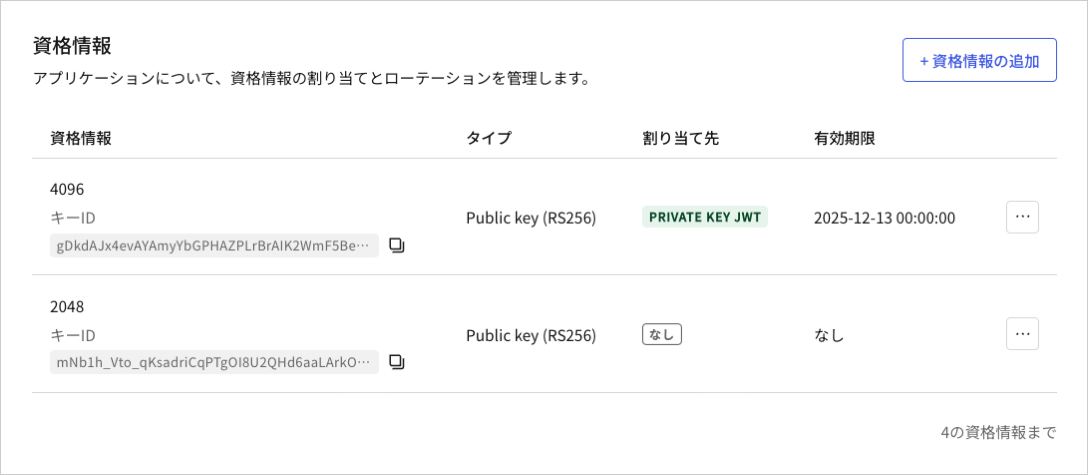 資格情報
アプリケーションについて、資格情報の割り当てとローテーションを管理します。
+ 資格情報の追加
資格情報 タイプ 割り当て先 有効期限
4096
キーID
gDkdAJx4evAYAmyYbGPHAZPLrBrAIK2WmF5Be…
Public key (RS256) PRIVATE KEY JWT 2025-12-13 00:00:00 …
2048
キーID
mNb1h_Vto_qKsadriCqPTgOI8U2QHd6aaLArkO…
Public key (RS256) なし なし …
4の資格情報まで